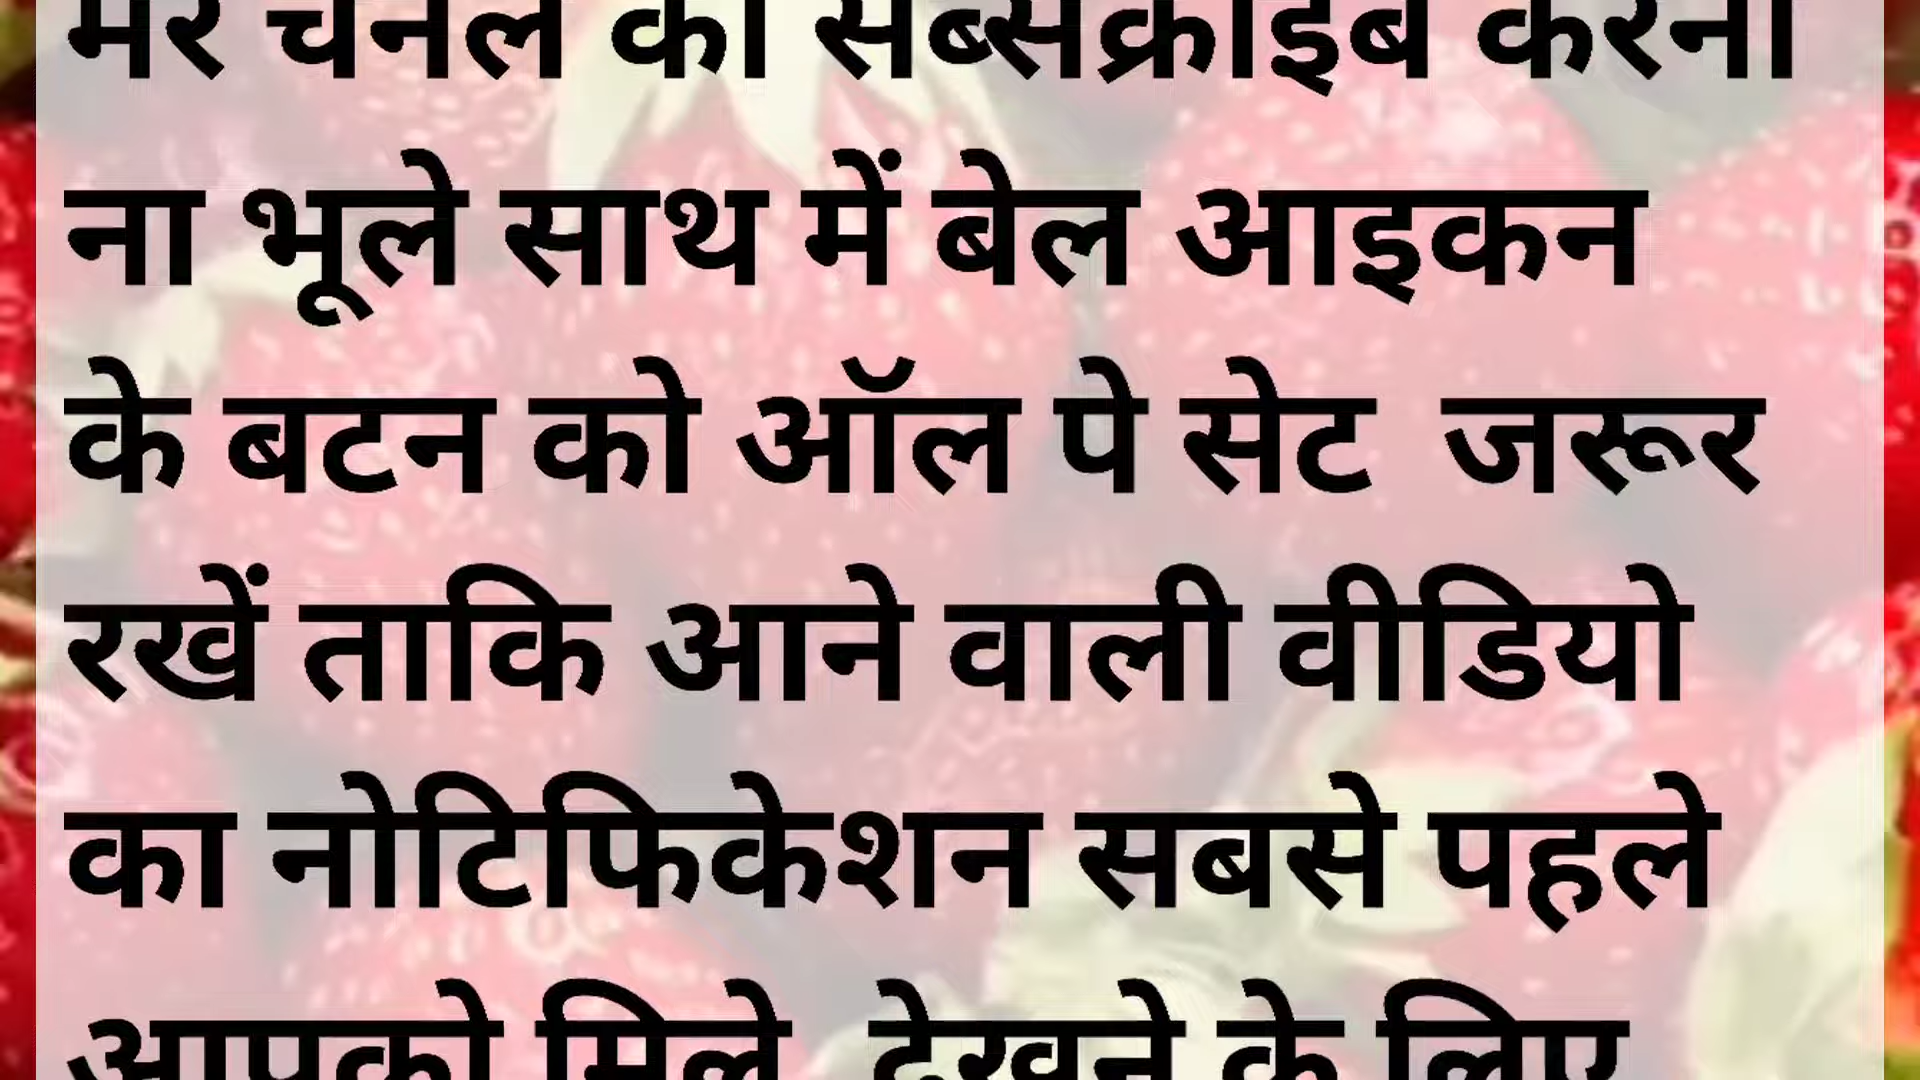 मेरे चैनल को सब्सक्राइब करना
ना भूले साथ में बेल आइकन
के बटन को ऑल पे सेट जरूर
रखें ताकि आने वाली वीडियो
का नोटिफिकेशन सबसे पहले
आपको मिले देखने के लिए